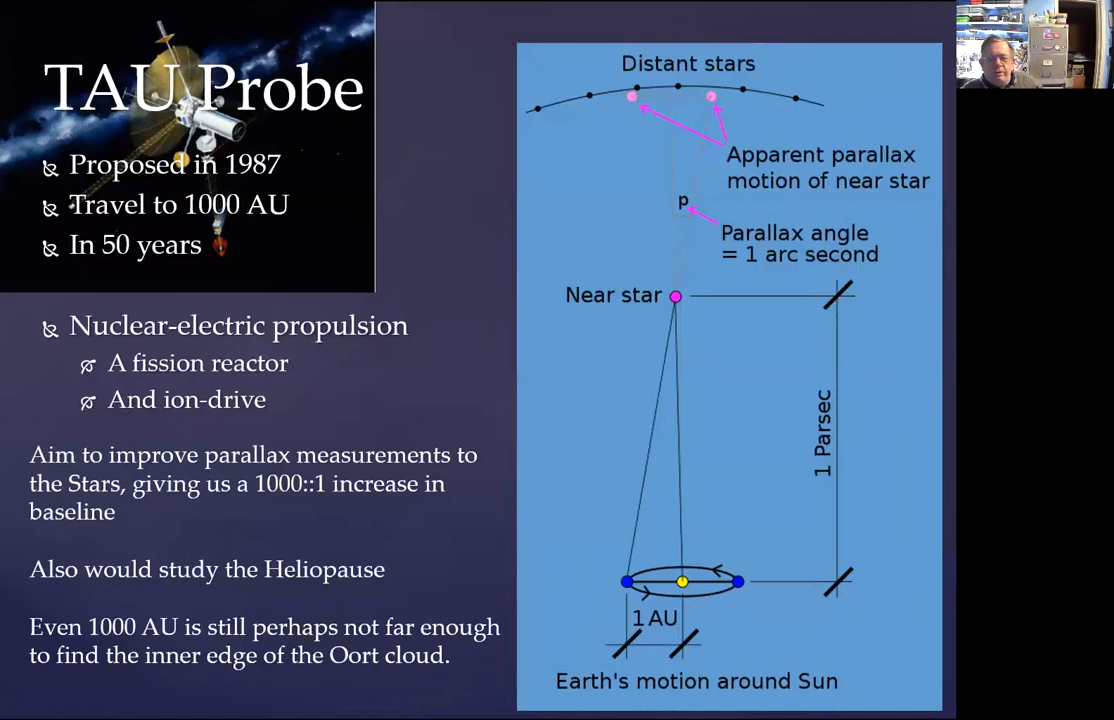 TAU Probe
Proposed in 1987
Travel to 1000 AU
In 50 years
Nuclear-electric propulsion
A fission reactor
And ion-drive
Aim to improve parallax measurements to
the Stars, giving us a 1000::1 increase in
baseline
Also would study the Heliopause
Even 1000 AU is still perhaps not far enough
to find the inner edge of the Oort cloud.
Distant stars
Apparent parallax
motion of near star
p
Parallax angle
= 1 arc second
Near star
1 Parsec
1 AU
Earth's motion around Sun